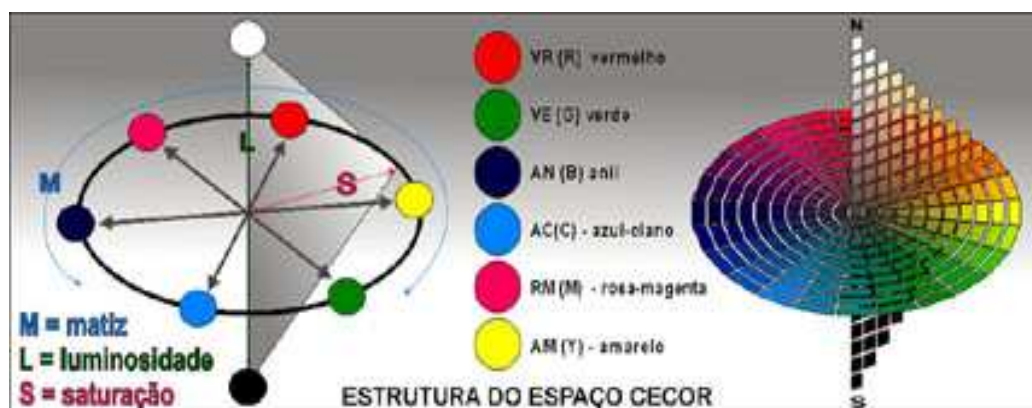 L
M
S
M = matiz
L = luminosidade
S = saturação
VR (R) vermelho
VE (G) verde
AN (B) anil
AC(C) - azul-ciano
RM (M) - rosa-magenta
AM (Y) - amarelo
ESTRUTURA DO ESPAÇO CECOR
N
S